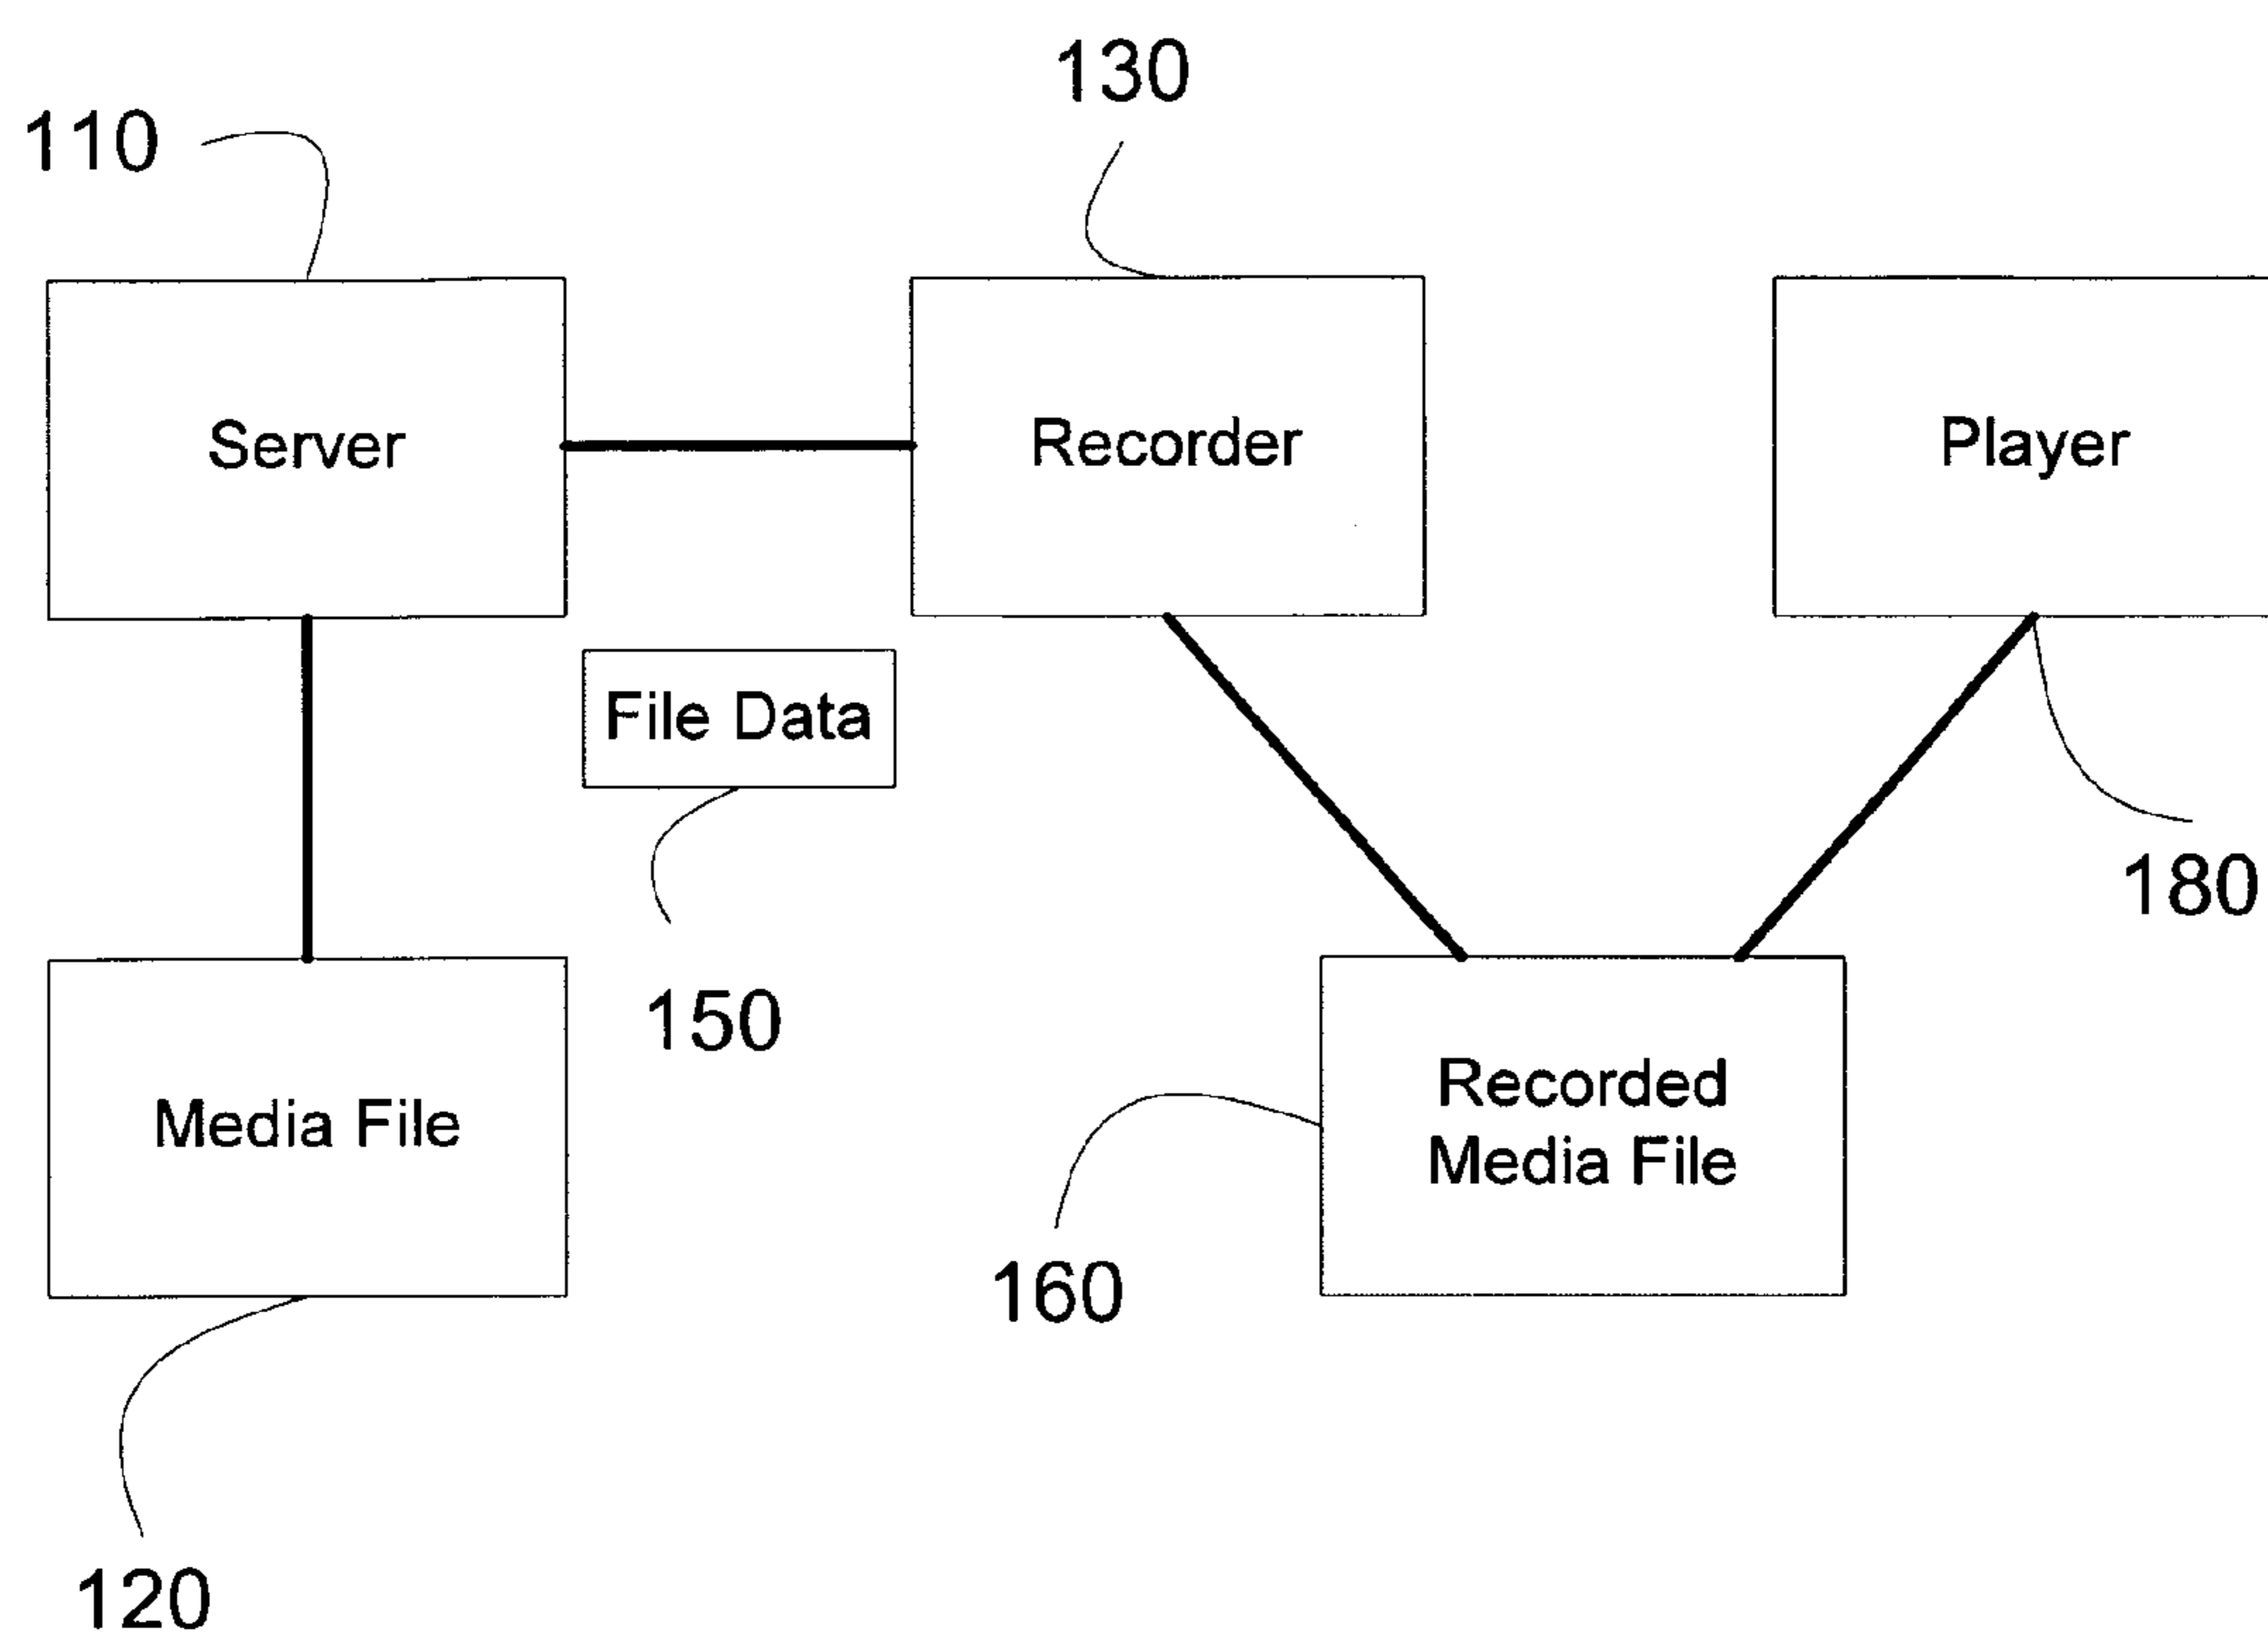 130
110
Server
Recorder
Player
File Data
180
150
Media File
Recorded
Media File
160
120